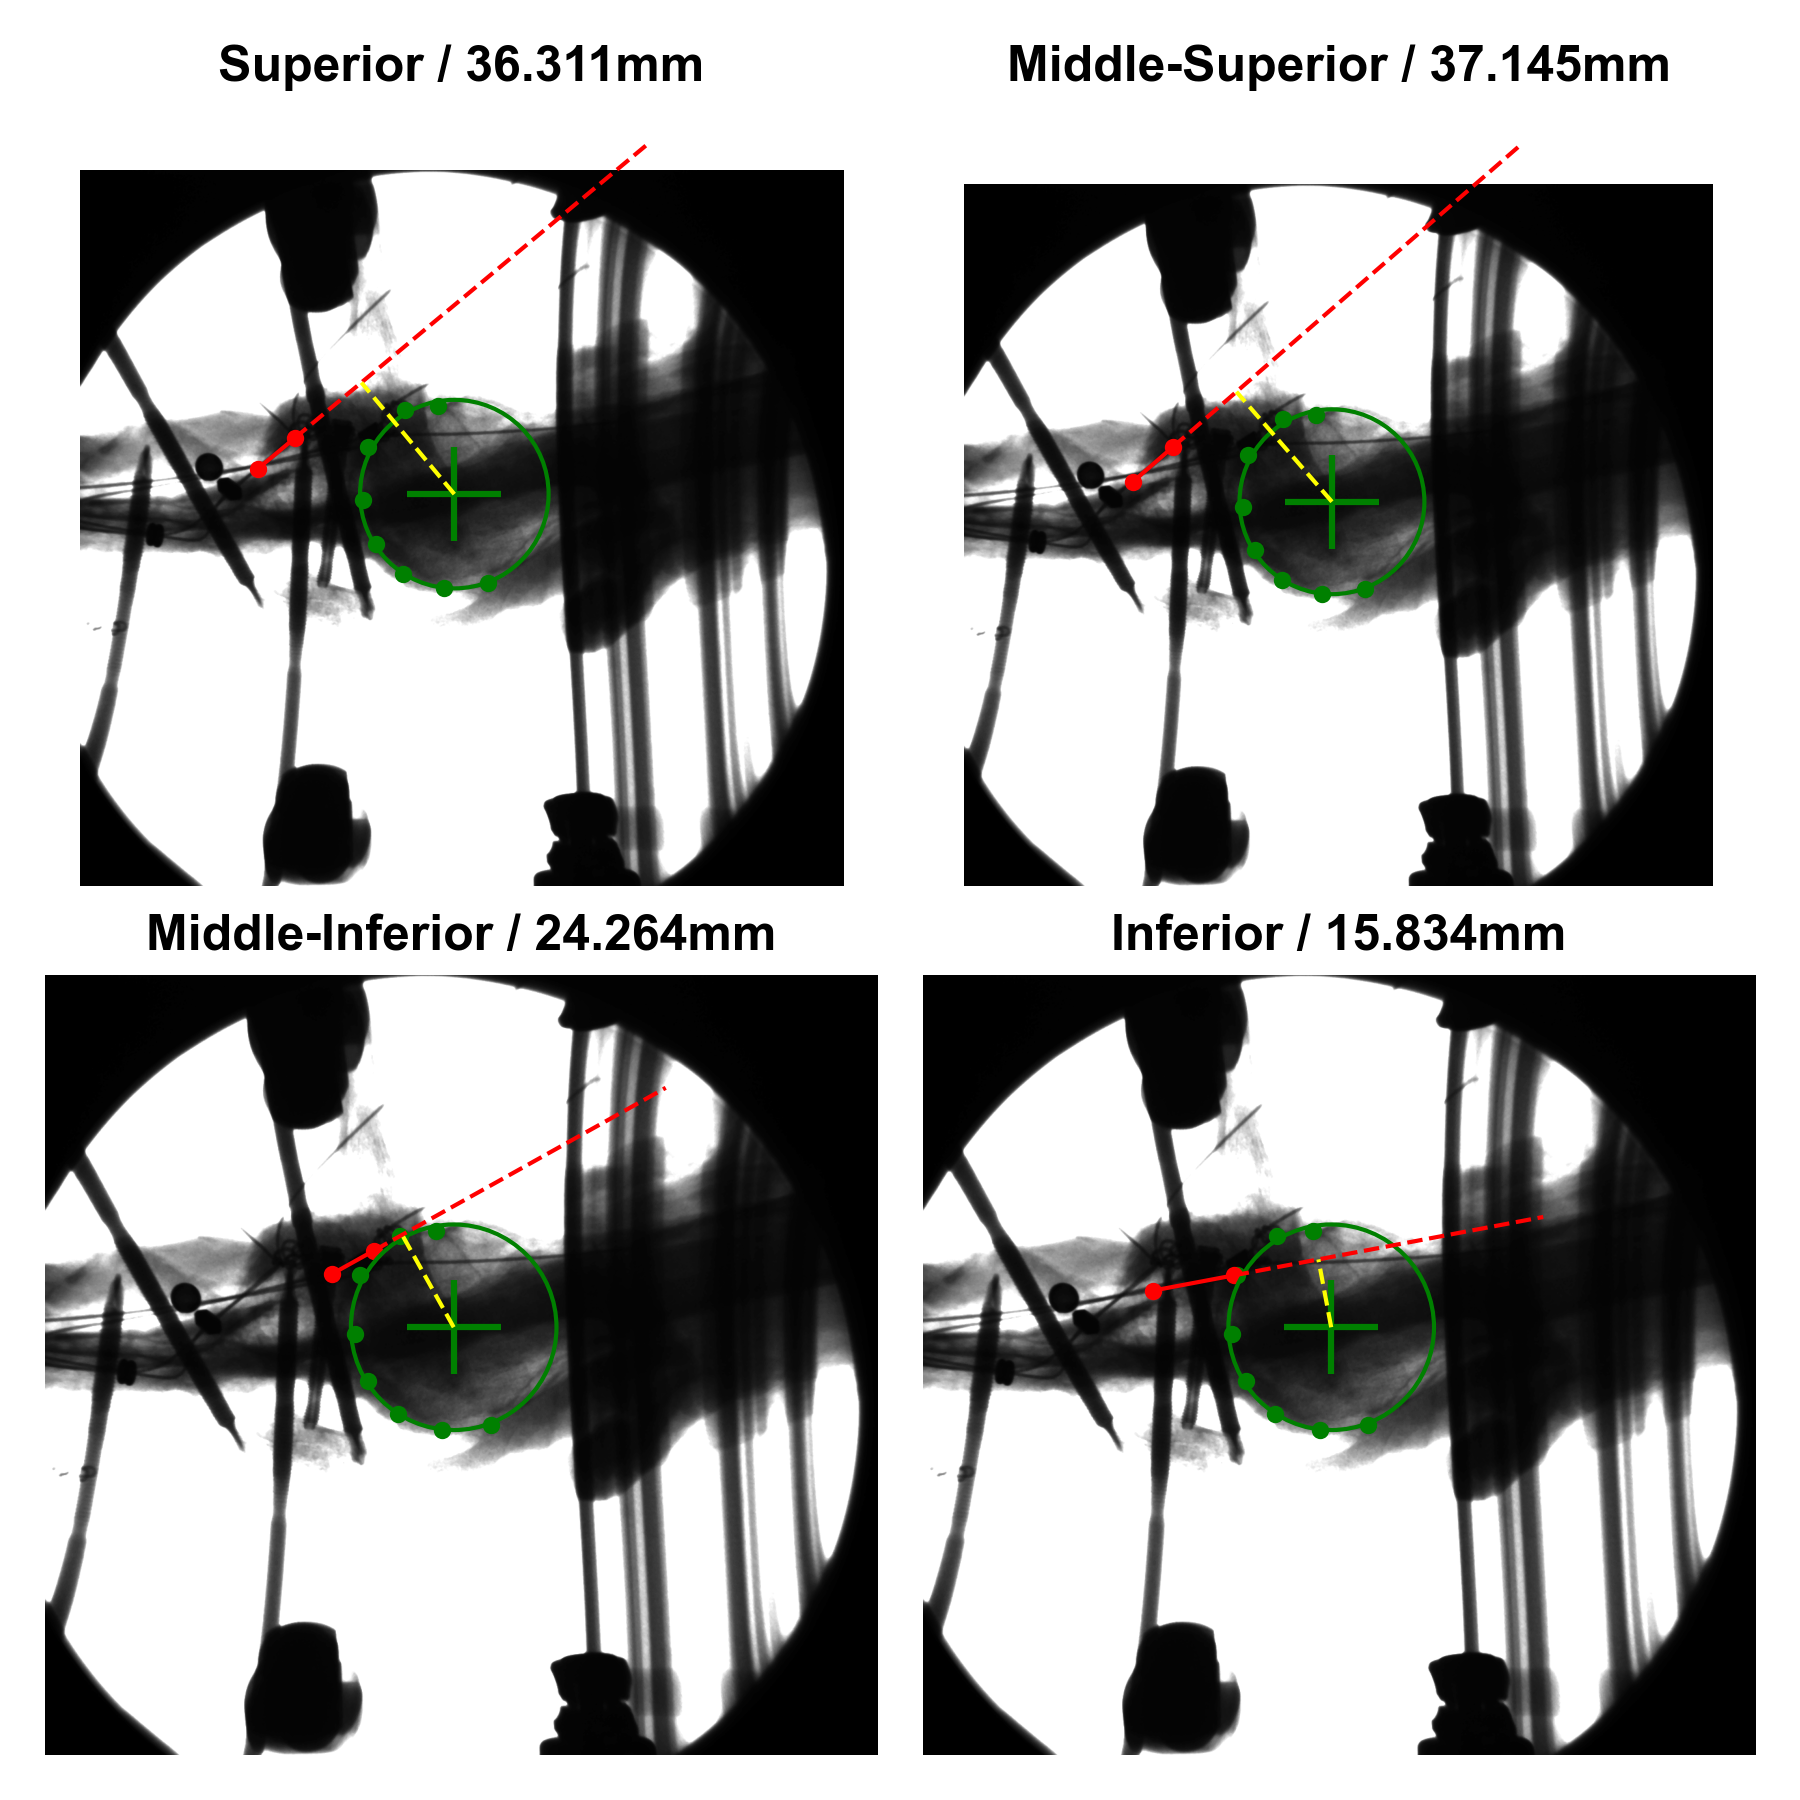 Superior / 36.311mm
Middle-Superior / 37.145mm
Middle-Inferior / 24.264mm
Inferior / 15.834mm